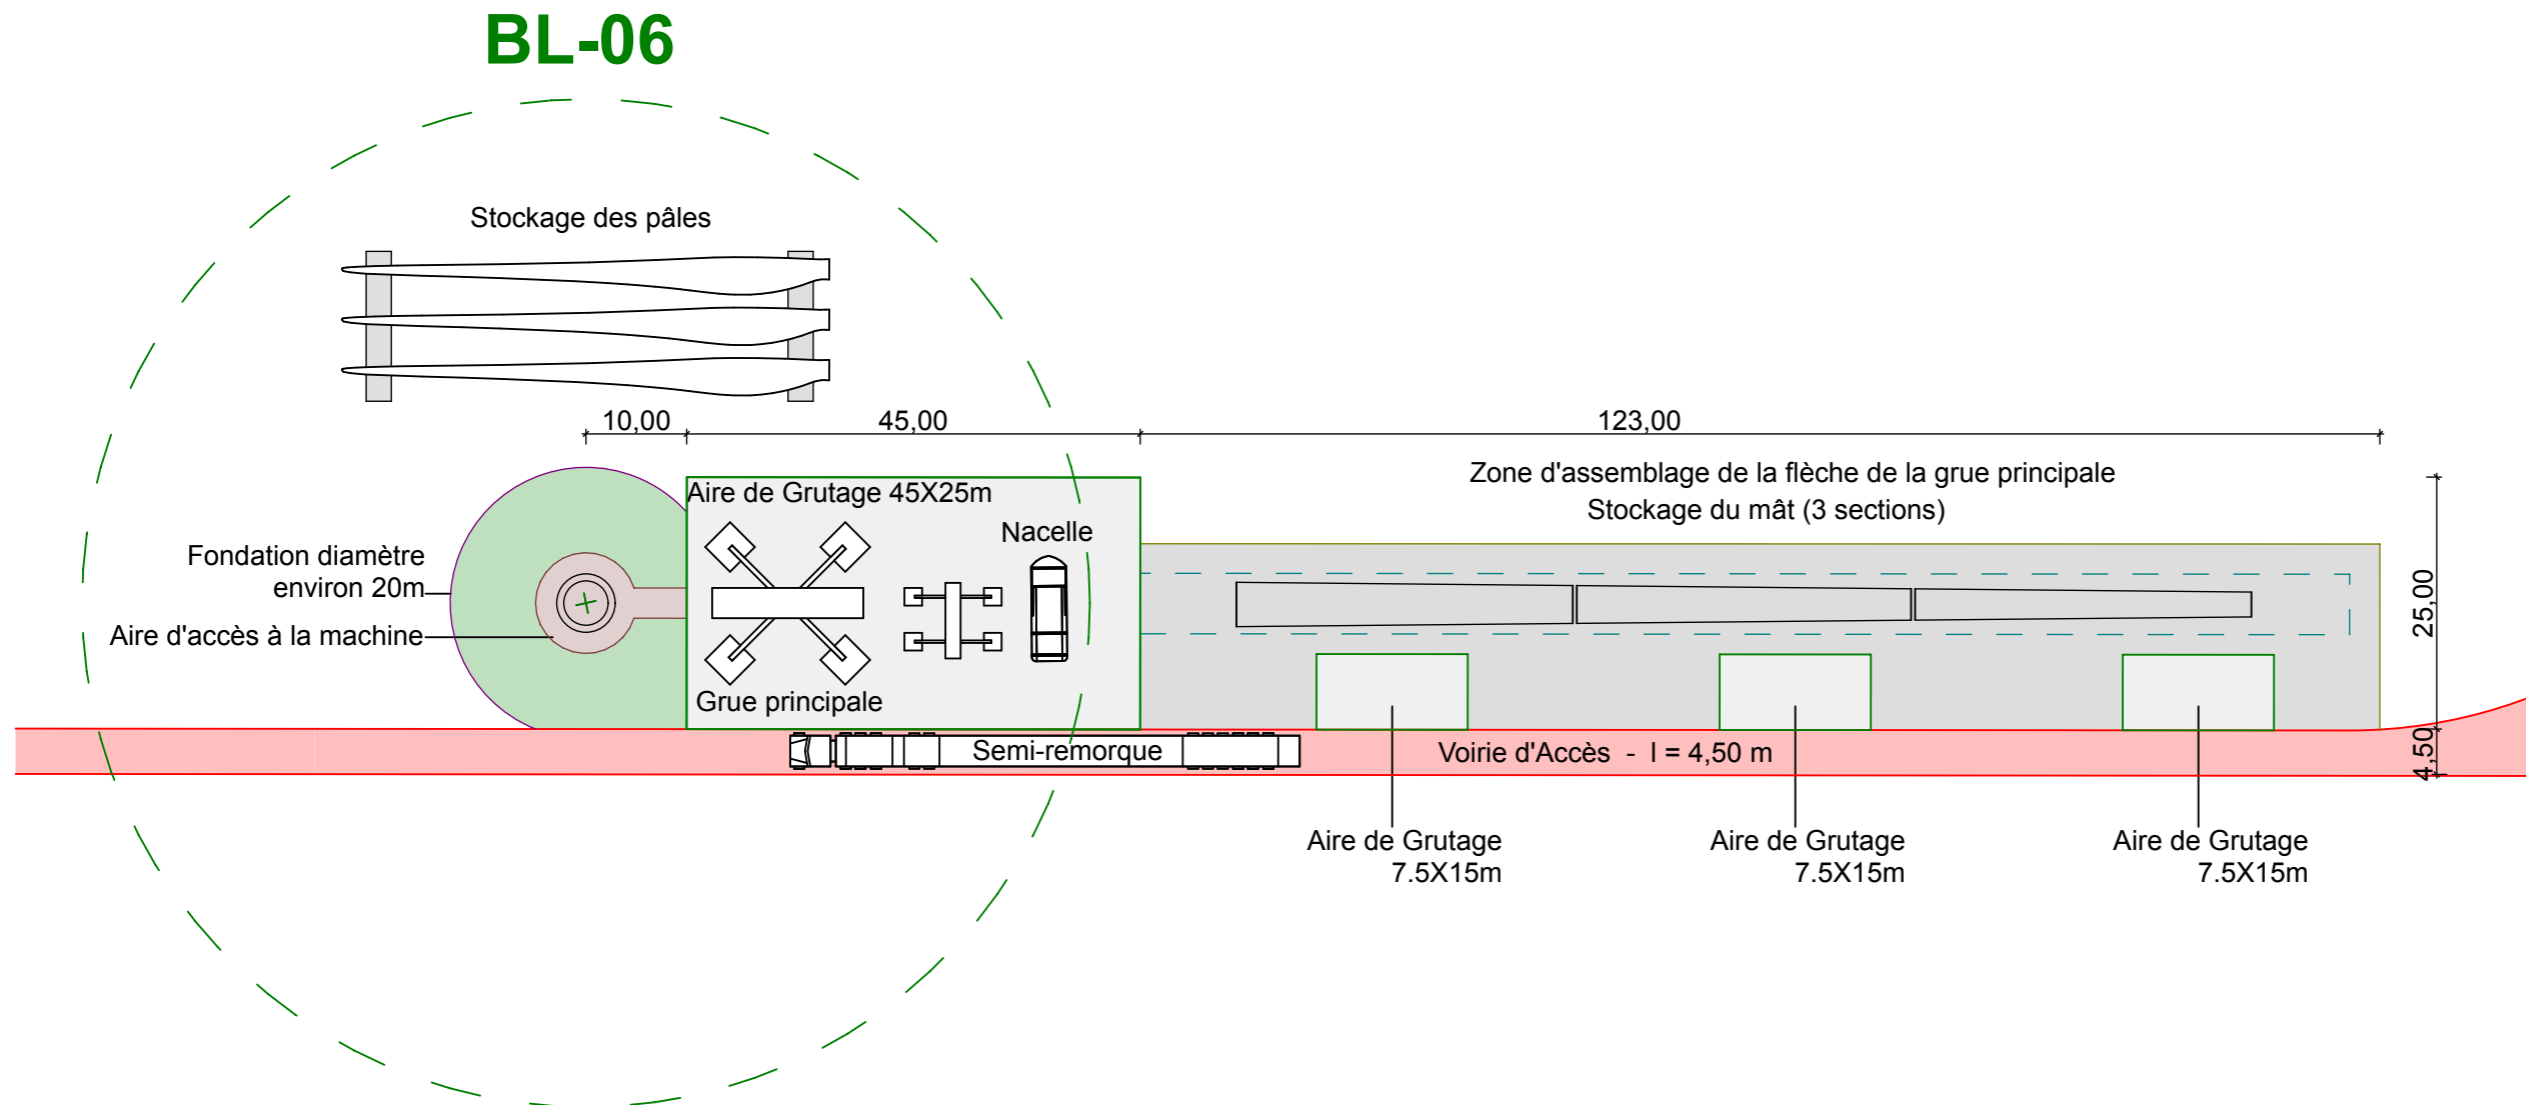 BL-06
Stockage des pâles
10,00
45,00
123,00
Zone d'assemblage de la flèche de la grue principale
Stockage du mât (3 sections)
Aire de Grutage 45X25m
Nacelle
Fondation diamètre
environ 20m
Aire d'accès à la machine
Grue principale
25,00
4,50
Semi-remorque
Voirie d'Accès - l = 4,50 m
Aire de Grutage
7.5X15m
Aire de Grutage
7.5X15m
Aire de Grutage
7.5X15m